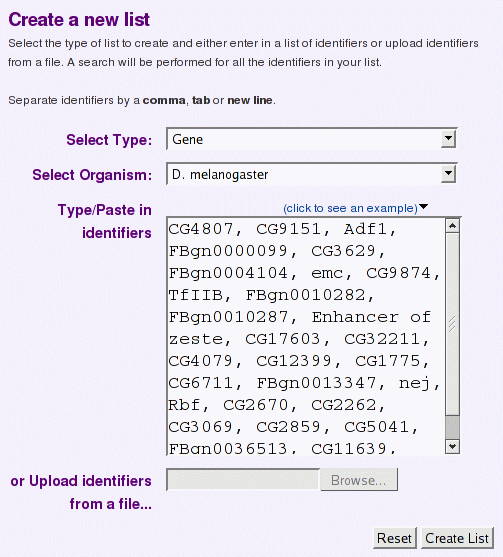 Create a new list
Select the type of list to create and either enter in a list of identifiers or upload identifiers
from a file. A search will be performed for all the identifiers in your list.
Separate identifiers by a comma, tab or new line.
Select Type:
Gene
Select Organism:
D. melanogaster
Type/Paste in
identifiers
(click to see an example)
CG4807, CG9151, Adf1,
FBgn0000099, CG3629,
FBgn0004104, emc, CG9874,
TfIIB, FBgn0010282,
FBgn0010287, Enhancer of
zeste, CG17603, CG32211,
CG4079, CG12399, CG1775,
CG6711, FBgn0013347, nej,
Rbf, CG2670, CG2262,
CG3069, CG2859, CG5041,
FBgn0036513, CG11639,
or Upload identifiers
from a file...
Browse...
Reset
Create List